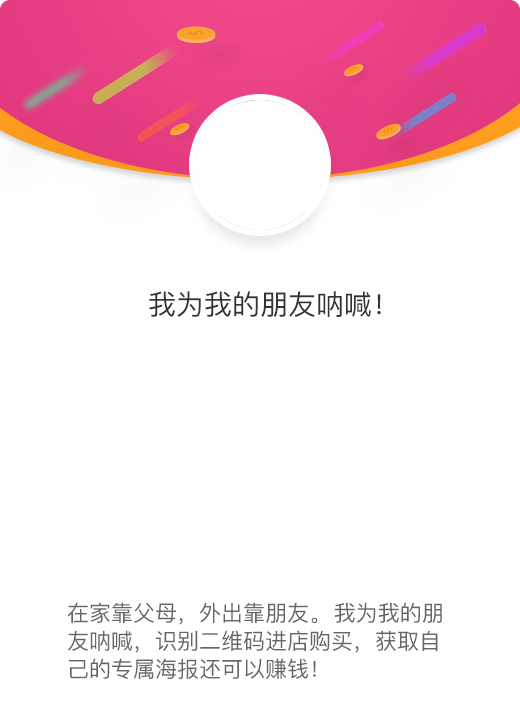 我为我的朋友呐喊！
在家靠父母，外出靠朋友。我为我的朋
友呐喊，识别二维码进店购买，获取自
己的专属海报还可以赚钱！